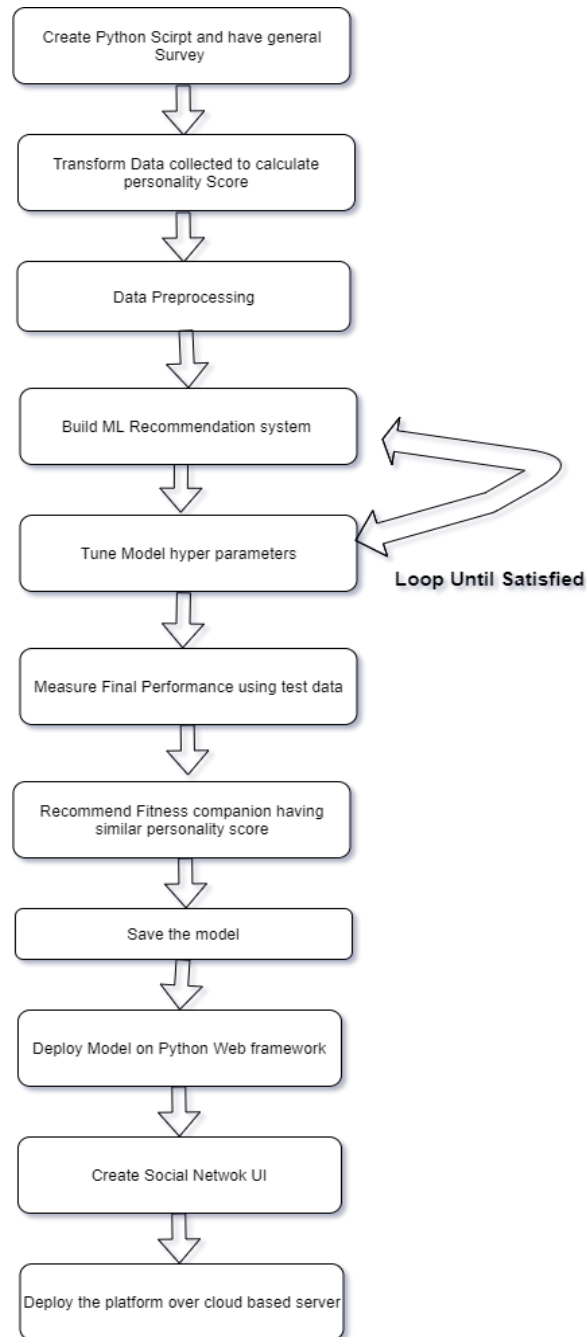 Create Python Scirpt and have general
Survey
Transform Data collected to calculate
personality Score
Data Preprocessing
Build ML Recommendation system
Tune Model hyper parameters
Loop Until Satisfied
Measure Final Performance using test data
Recommend Fitness companion having
similar personality score
Save the model
Deploy Model on Python Web framework
Create Social Netwok UI
Deploy the platform over cloud based server